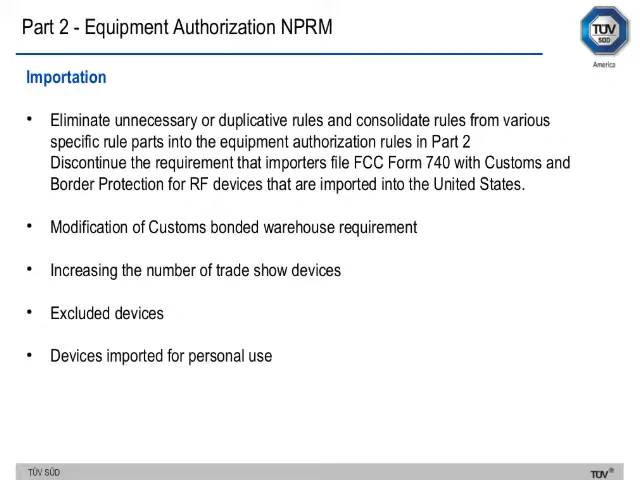 Part 2 - Equipment Authorization NPRM
TÜV
SÜD
America
Importation
• Eliminate unnecessary or duplicative rules and consolidate rules from various
specific rule parts into the equipment authorization rules in Part 2
Discontinue the requirement that importers file FCC Form 740 with Customs and
Border Protection for RF devices that are imported into the United States.
• Modification of Customs bonded warehouse requirement
• Increasing the number of trade show devices
• Excluded devices
• Devices imported for personal use
TÜV SÜD
TÜV®